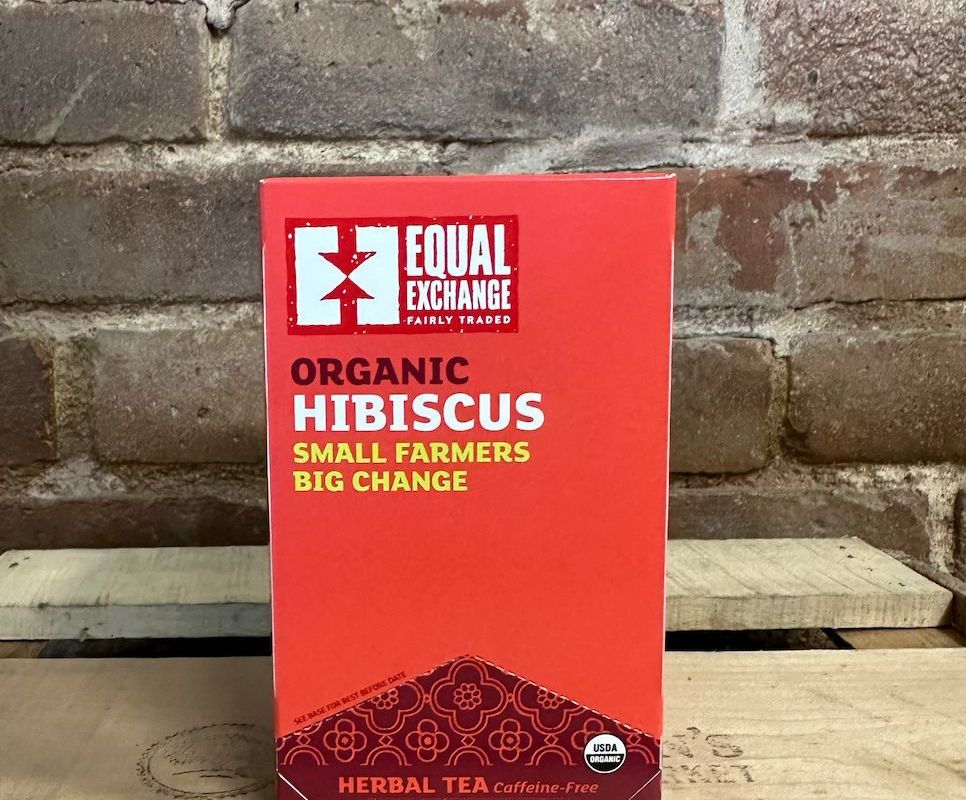 EQUAL
EXCHANGE
FAIRLY TRADED
ORGANIC
HIBISCUS
SMALL FARMERS
BIG CHANGE
SEE BASE FOR BEST BEFORE DATE
USDA
ORGANIC
HERBAL TEA Caffeine-Free